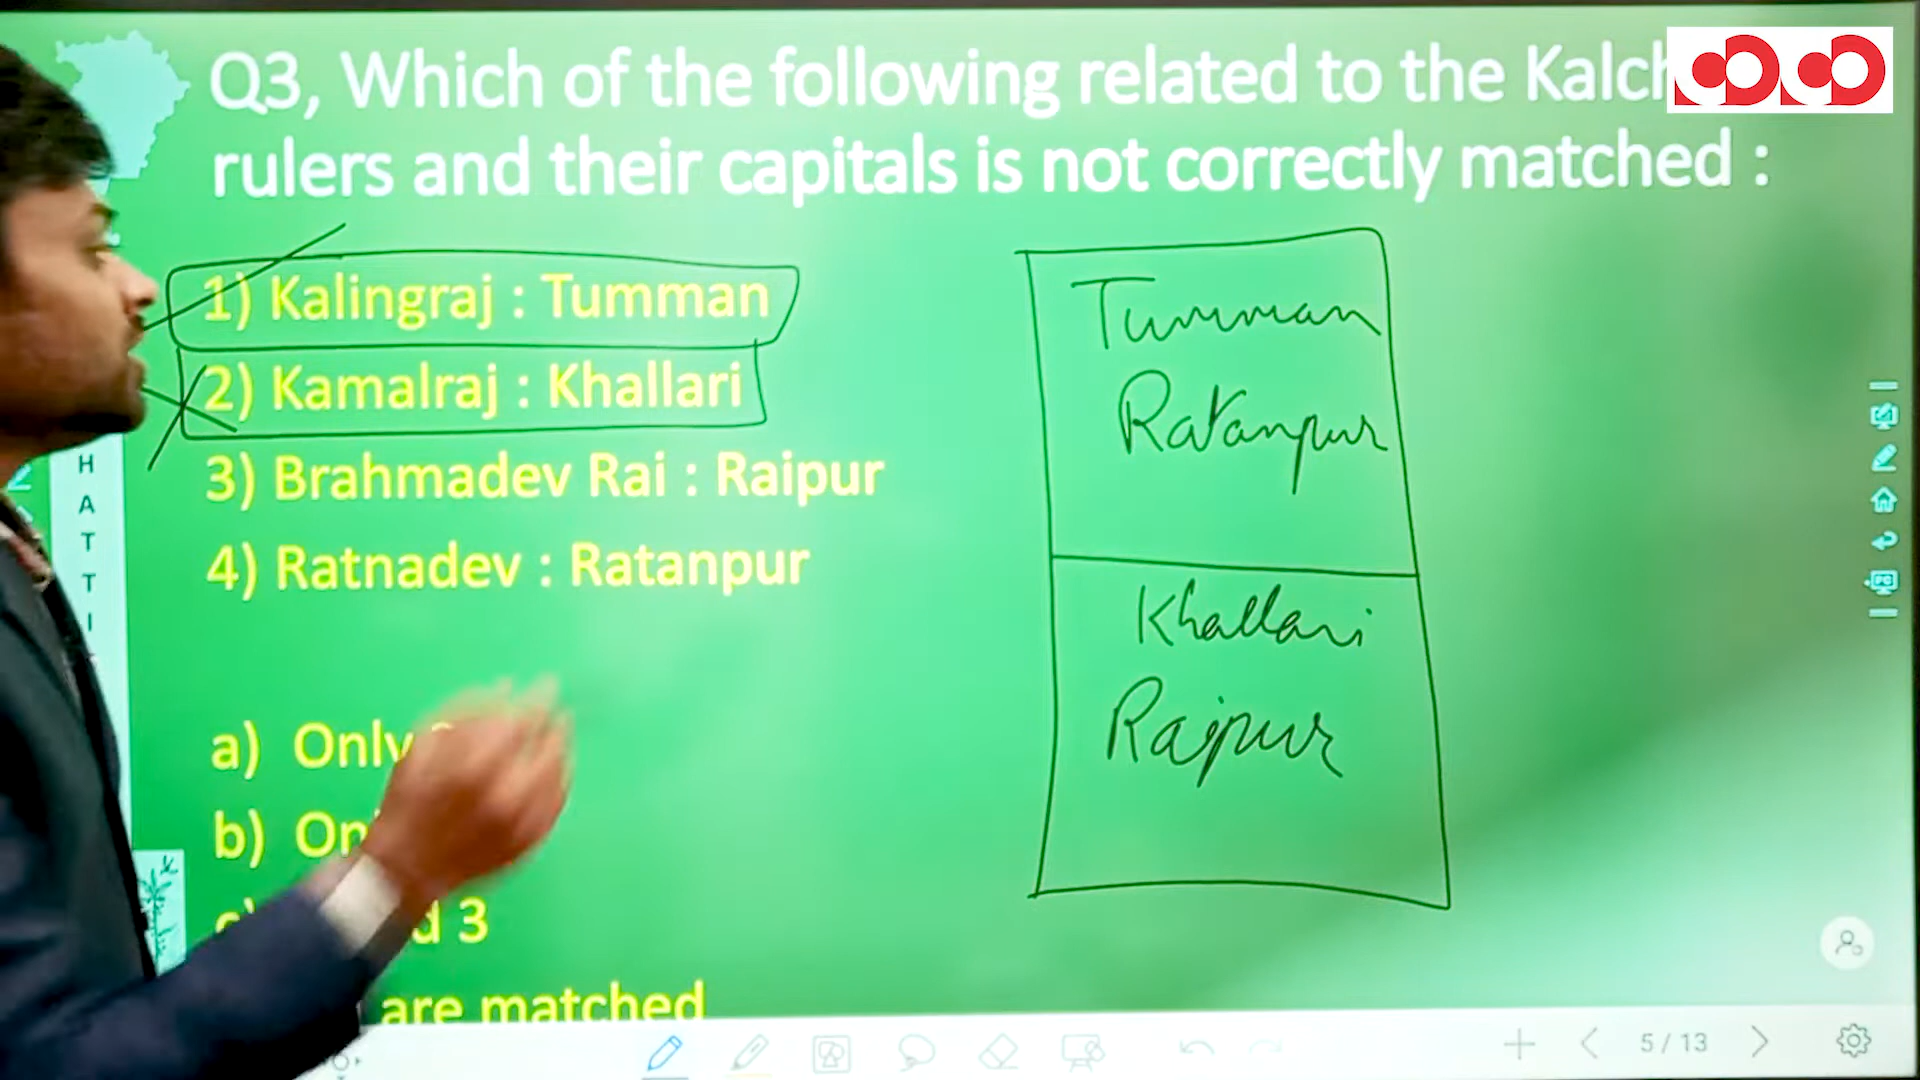 Q3, Which of the following related to the Kalch
rulers and their capitals is not correctly matched :
1) Kalingraj : Tumman
2) Kamalraj : Khallari
3) Brahmadev Rai : Raipur
4) Ratnadev : Ratanpur
a) Only
b) On
d 3
are matched
Tumman
Ratanpur
Khallari
Raipur
H
A
T
T
I
5 / 13